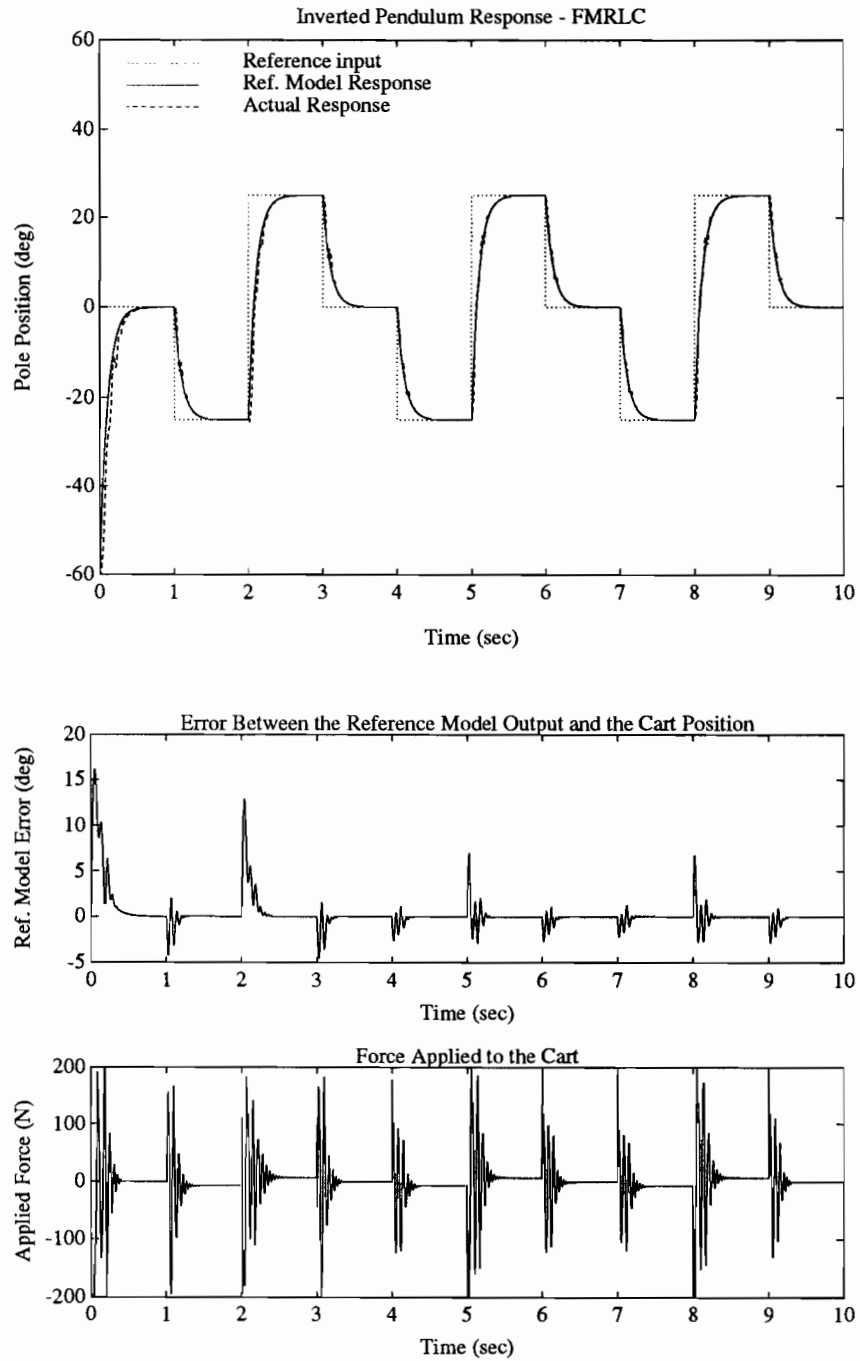 Inverted Pendulum Response - FMRLC
60
Reference input
Ref. Model Response
Actual Response
40
20
0
-20
-40
-60
Pole Position (deg)
0 1 2 3 4 5 6 7 8 9 10
Time (sec)
Error Between the Reference Model Output and the Cart Position
20
15
10
5
0
-5
Ref. Model Error (deg)
0 1 2 3 4 5 6 7 8 9 10
Time (sec)
Force Applied to the Cart
200
100
0
-100
-200
Applied Force (N)
0 1 2 3 4 5 6 7 8 9 10
Time (sec)